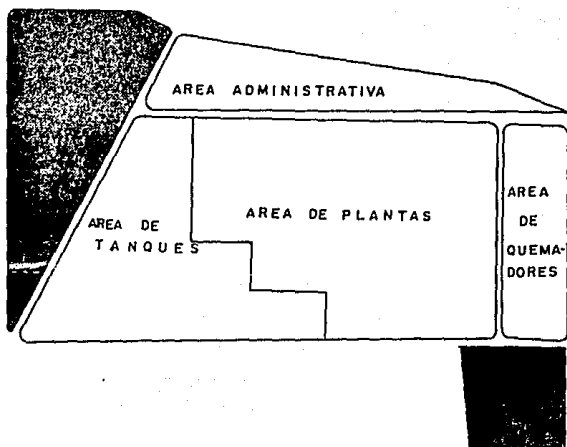 AREA ADMINISTRATIVA
AREA DE
TANQUES
AREA DE PLANTAS
AREA
DE
QUEMA-
DORES